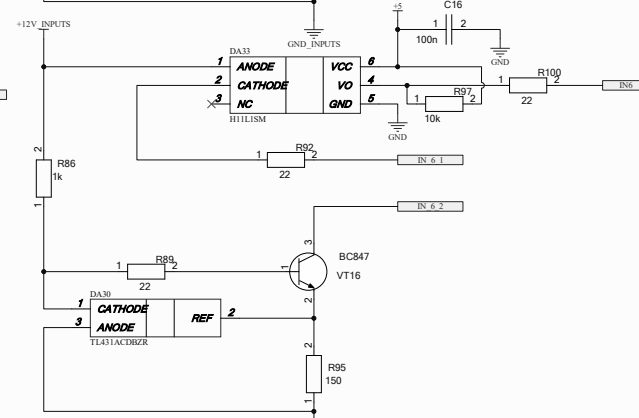 +12V_INPUTS
GND_INPUTS
+5
C16
1 2
100n
GND
DA33
1 ANODE VCC 6
2 CATHODE VO 4
3 NC GND 5
H11L1SM
1 R97 2
10k
GND
1 R100 2
22
IN6
2
R86
1k
1
1 R92 2
22
IN_6_1
IN_6_2
3
BC847
1
VT16
2
1 R89 2
22
DA30
1 CATHODE
REF 2
3 ANODE
TL431ACDBZR
2
R95
150
1